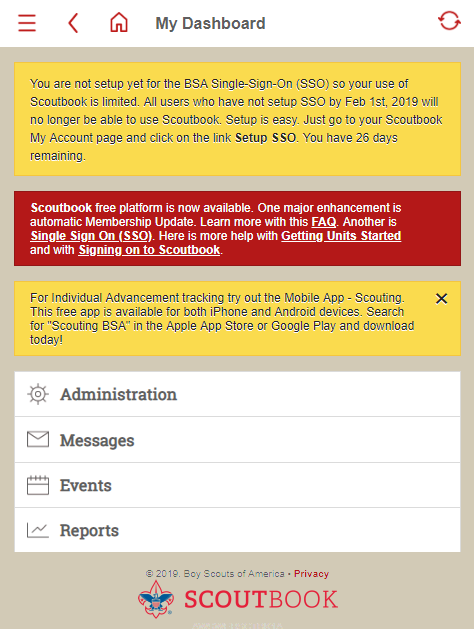 My Dashboard
You are not setup yet for the BSA Single-Sign-On (SSO) so your use of
Scoutbook is limited. All users who have not setup SSO by Feb 1st, 2019 will
no longer be able to use Scoutbook. Setup is easy. Just go to your Scoutbook
My Account page and click on the link Setup SSO. You have 26 days
remaining.
Scoutbook free platform is now available. One major enhancement is
automatic Membership Update. Learn more with this FAQ. Another is
Single Sign On (SSO). Here is more help with Getting Units Started
and with Signing on to Scoutbook.
For Individual Advancement tracking try out the Mobile App - Scouting.
This free app is available for both iPhone and Android devices. Search
for "Scouting BSA" in the Apple App Store or Google Play and download
today!
Administration
Messages
Events
Reports
© 2019. Boy Scouts of America • Privacy
SCOUTBOOK